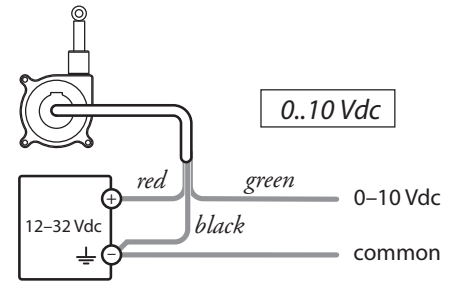 0..10 Vdc
red
green
0–10 Vdc
+
12–32 Vdc
black
–
common